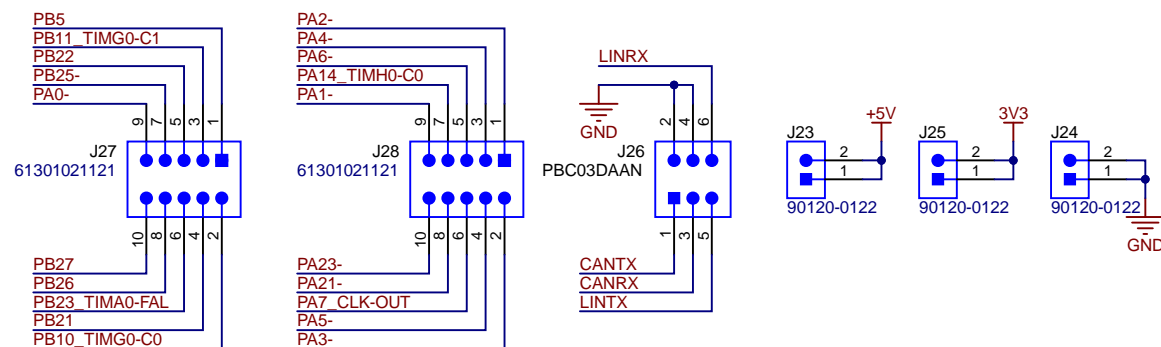 PB5
PB11_TIMG0-C1
PB22
PB25-
PA0-
9 7 5 3 1
J27
61301021121
10 8 6 4 2
PB27
PB26
PB23_TIMA0-FAL
PB21
PB10_TIMG0-C0
PA2-
PA4-
PA6-
PA14_TIMH0-C0
PA1-
9 7 5 3 1
J28
61301021121
10 8 6 4 2
PA23-
PA21-
PA7_CLK-OUT
PA5-
PA3-
LINRX
GND
2 4 6
J26
PBC03DAAN
1 3 5
CANTX
CANRX
LINTX
+5V
J23
2
1
90120-0122
3V3
J25
2
1
90120-0122
J24
2
1
90120-0122
GND